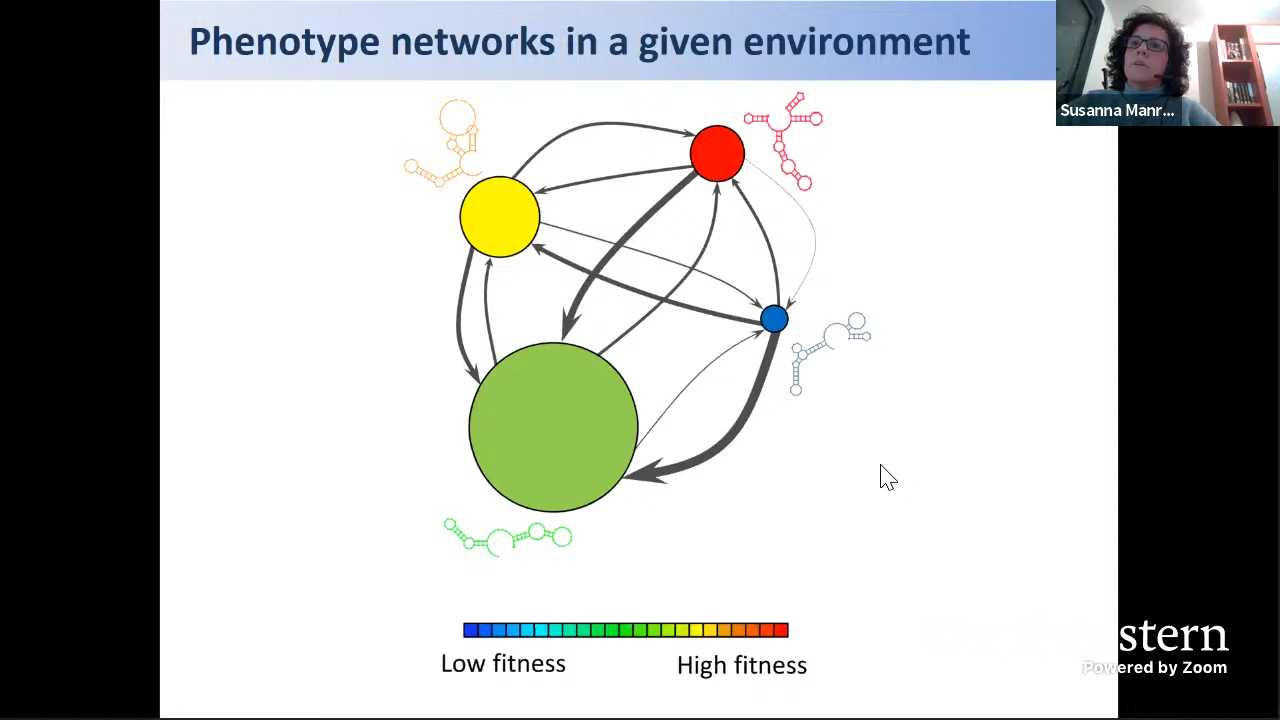 Phenotype networks in a given environment
Susanna Manr...
Low fitness
High fitness
stern
Powered by Zoom